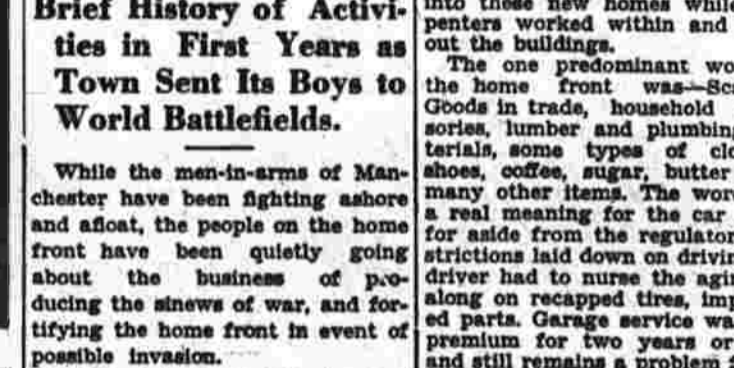 Brief History of Activi-
ties in First Years as
Town Sent Its Boys to
World Battlefields.
While the men-in-arms of Man-
chester have been fighting ashore
and afloat, the people on the home
front have been quietly going
about the business of pro-
ducing the sinews of war, and for-
tifying the home front in event of
possible invasion.
into these new homes while
penters worked within and
out the buildings.
The one predominant wo
the home front was—Sca
Goods in trade, household
sories, lumber and plumbing
terials, some types of clo
shoes, coffee, sugar, butter
many other items. The wor
a real meaning for the car
for aside from the regulator
strictions laid down on drivin
driver had to nurse the agi
along on recapped tires, imp
ed parts. Garage service wa
premium for two years or
and still remains a problem